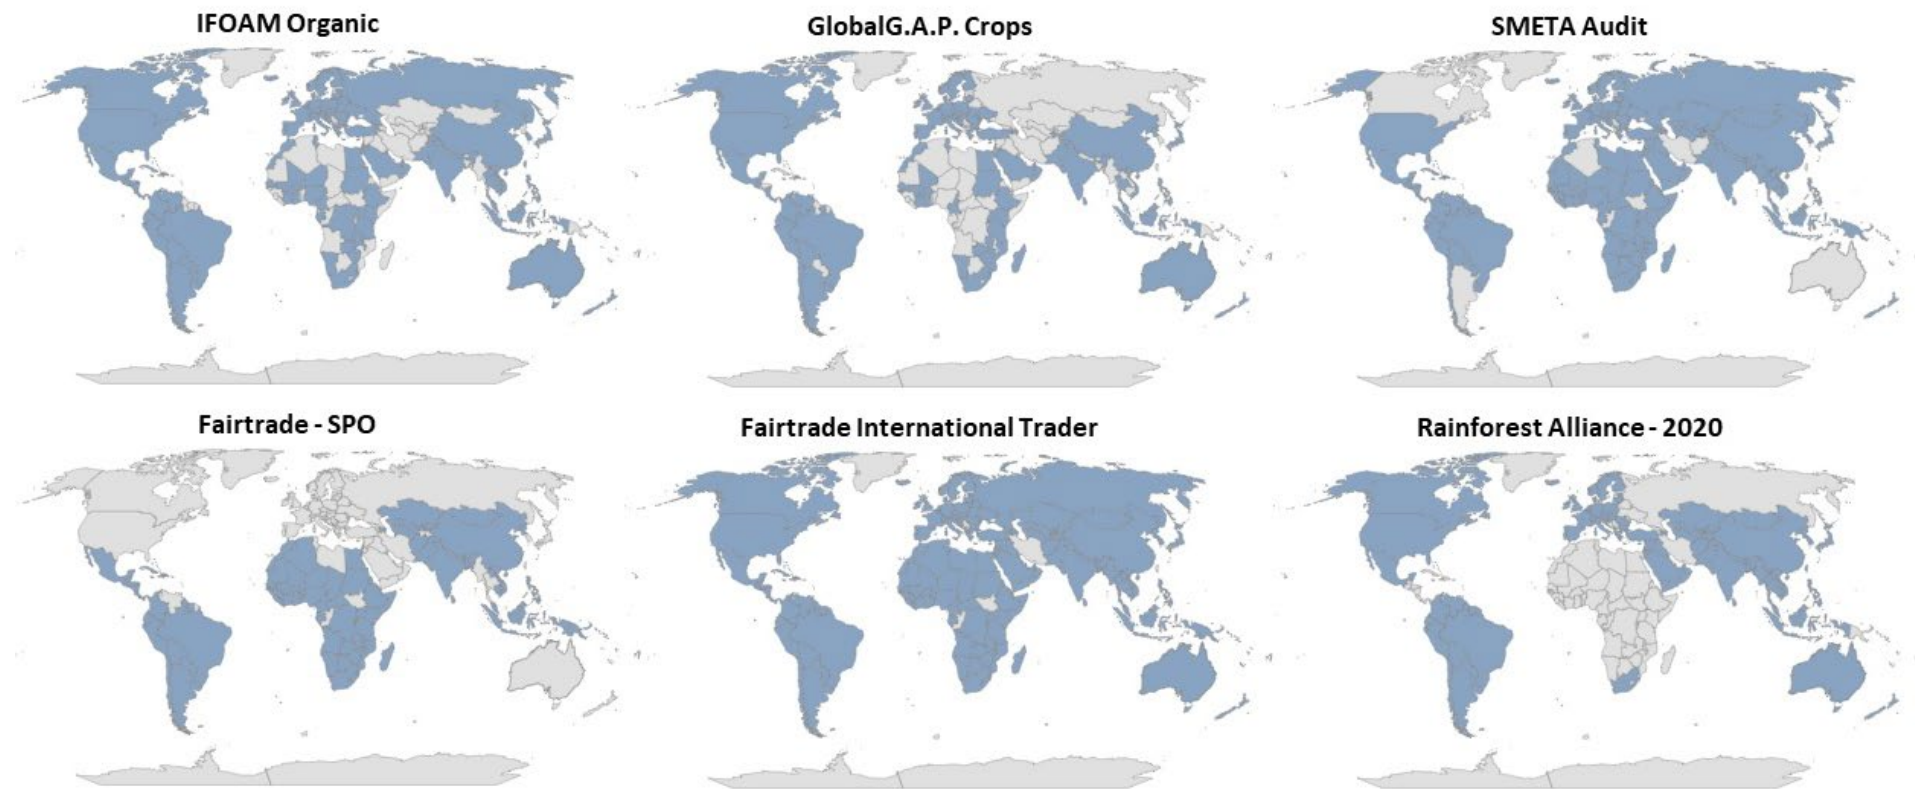 IFOAM Organic
GlobalG.A.P. Crops
SMETA Audit
Fairtrade - SPO
Fairtrade International Trader
Rainforest Alliance - 2020